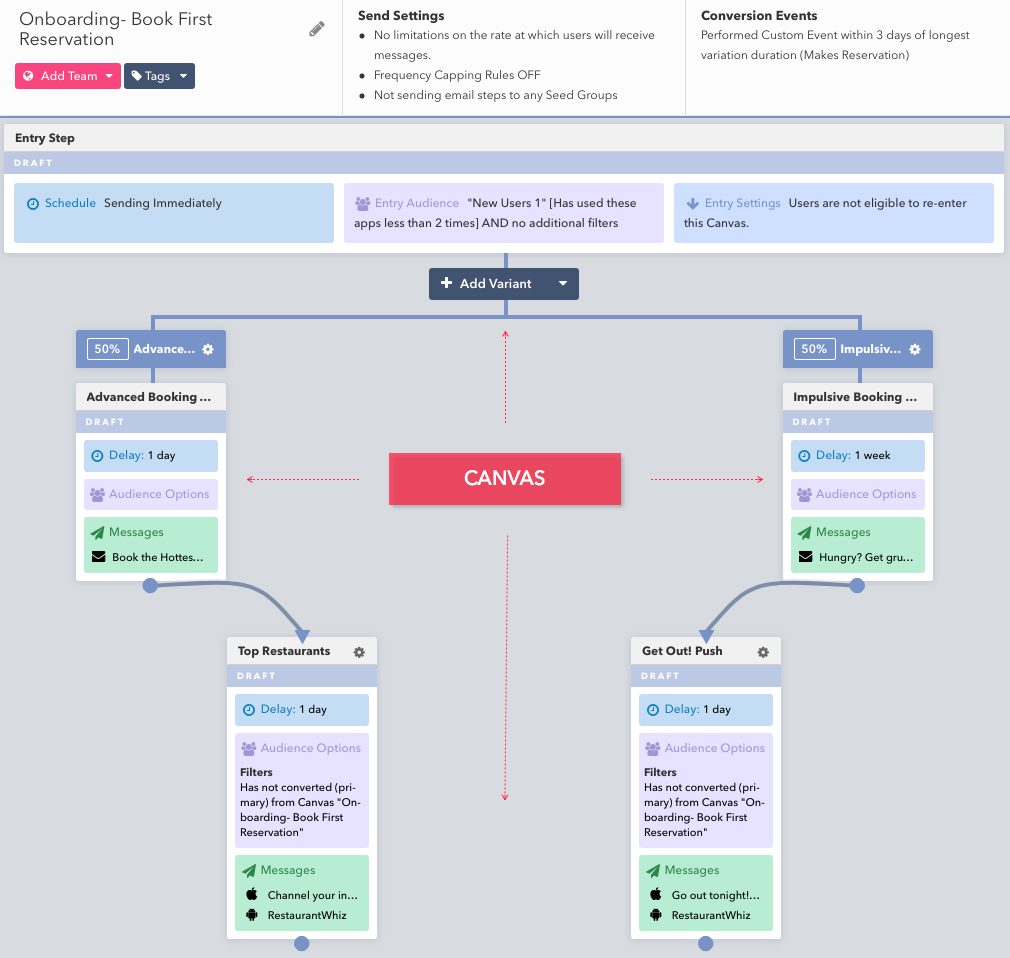 Onboarding- Book First
Reservation
Add Team
Tags
Send Settings
No limitations on the rate at which users will receive
messages.
Frequency Capping Rules OFF
Not sending email steps to any Seed Groups
Conversion Events
Performed Custom Event within 3 days of longest
variation duration (Makes Reservation)
Entry Step
DRAFT
Schedule Sending Immediately
Entry Audience "New Users 1" [Has used these
apps less than 2 times] AND no additional filters
Entry Settings Users are not eligible to re-enter
this Canvas.
Add Variant
50% Advance...
50% Impulsiv...
Advanced Booking ...
DRAFT
Delay: 1 day
Audience Options
Messages
Book the Hottes...
CANVAS
Impulsive Booking ...
DRAFT
Delay: 1 week
Audience Options
Messages
Hungry? Get gru...
Top Restaurants
DRAFT
Delay: 1 day
Audience Options
Filters
Has not converted (pri-
mary) from Canvas "On-
boarding- Book First
Reservation"
Messages
Channel your in...
RestaurantWhiz
Get Out! Push
DRAFT
Delay: 1 day
Audience Options
Filters
Has not converted (pri-
mary) from Canvas "On-
boarding- Book First
Reservation"
Messages
Go out tonight!...
RestaurantWhiz